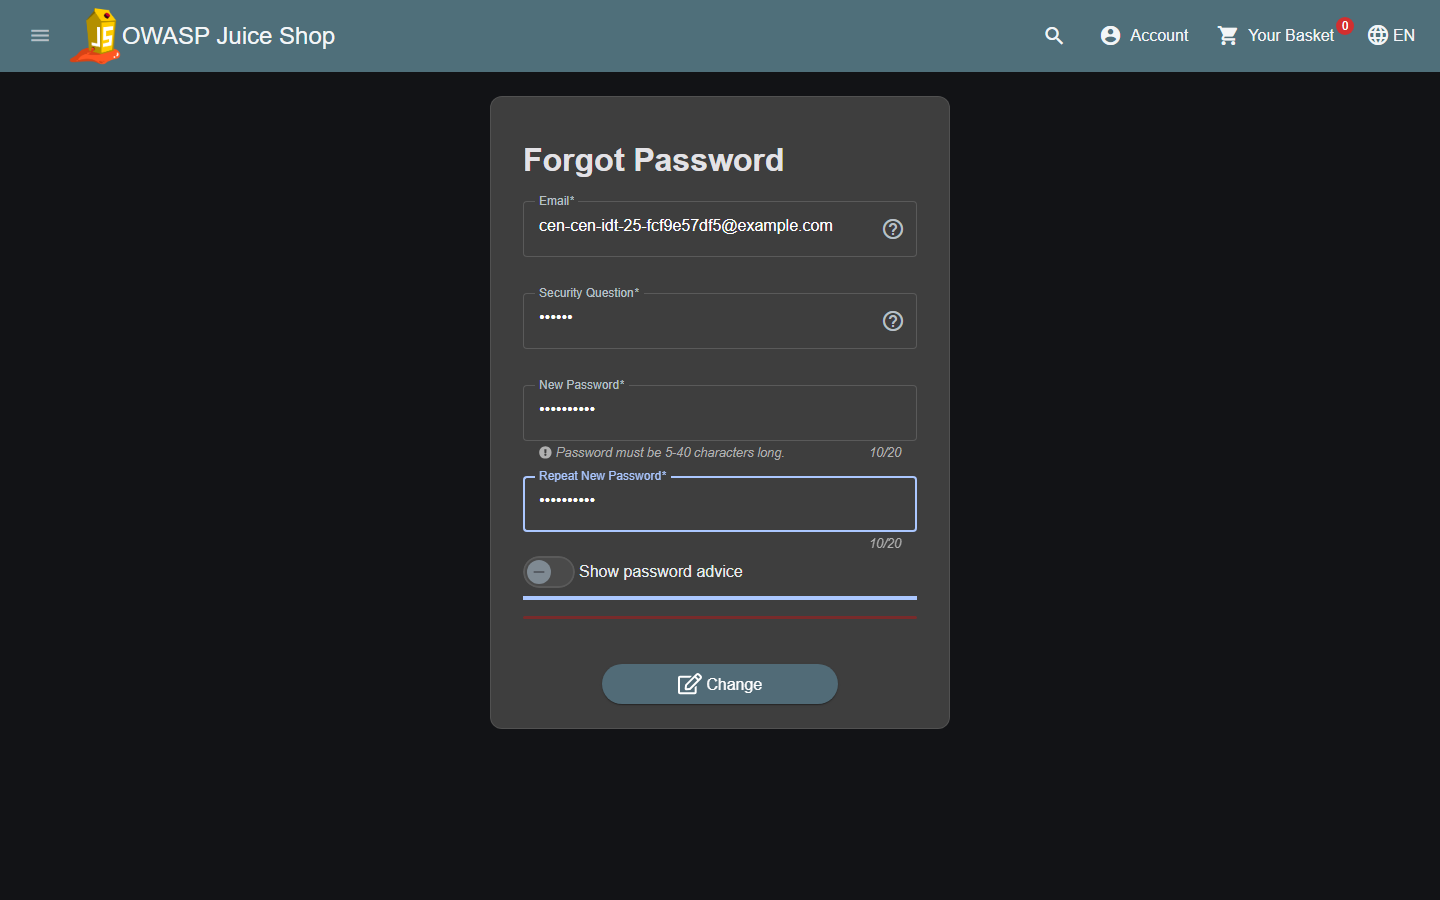 OWASP Juice Shop
Account
Your Basket 0
EN
Forgot Password
Email*
cen-cen-idt-25-fcf9e57df5@example.com
Security Question*
••••••
New Password*
••••••••••
Password must be 5-40 characters long. 10/20
Repeat New Password*
••••••••••
10/20
Show password advice
Change